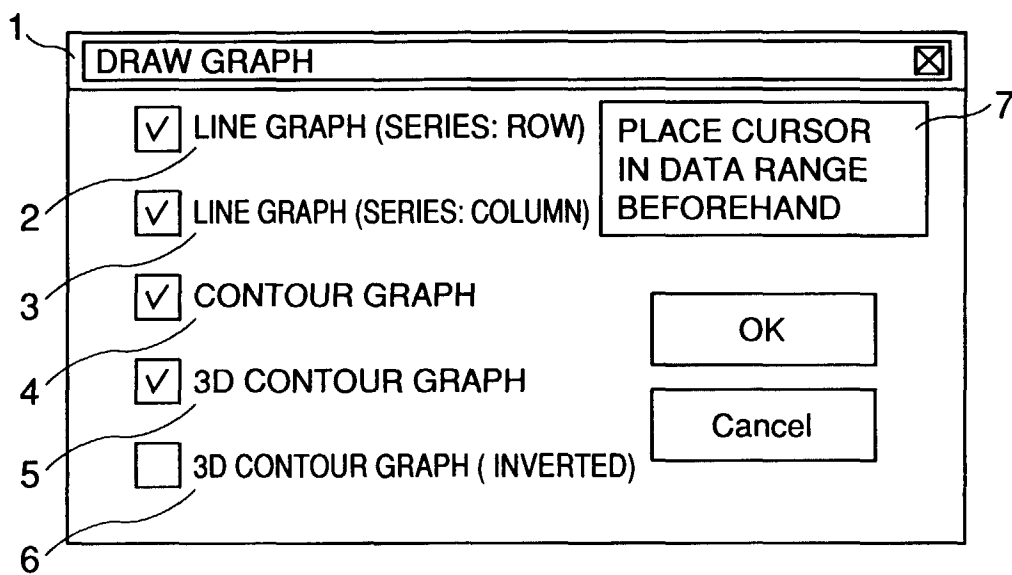 1
DRAW GRAPH
LINE GRAPH (SERIES: ROW)
PLACE CURSOR
IN DATA RANGE
BEFOREHAND
7
2
LINE GRAPH (SERIES: COLUMN)
3
CONTOUR GRAPH
OK
4
3D CONTOUR GRAPH
Cancel
5
3D CONTOUR GRAPH ( INVERTED)
6